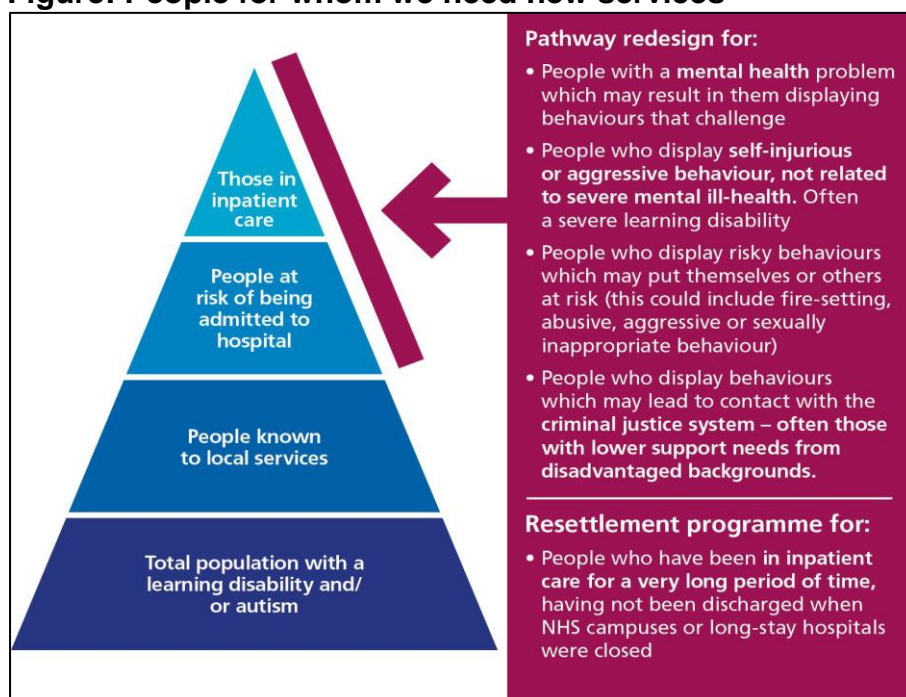 Figure: People for whom we need new services
Those in
inpatient
care
People at
risk of being
admitted to
hospital
People known
to local services
Total population with a
learning disability and/
or autism
Pathway redesign for:
• People with a mental health problem
which may result in them displaying
behaviours that challenge
• People who display self-injurious
or aggressive behaviour, not related
to severe mental ill-health. Often
a severe learning disability
• People who display risky behaviours
which may put themselves or others
at risk (this could include fire-setting,
abusive, aggressive or sexually
inappropriate behaviour)
• People who display behaviours
which may lead to contact with the
criminal justice system – often those
with lower support needs from
disadvantaged backgrounds.
Resettlement programme for:
• People who have been in inpatient
care for a very long period of time,
having not been discharged when
NHS campuses or long-stay hospitals
were closed